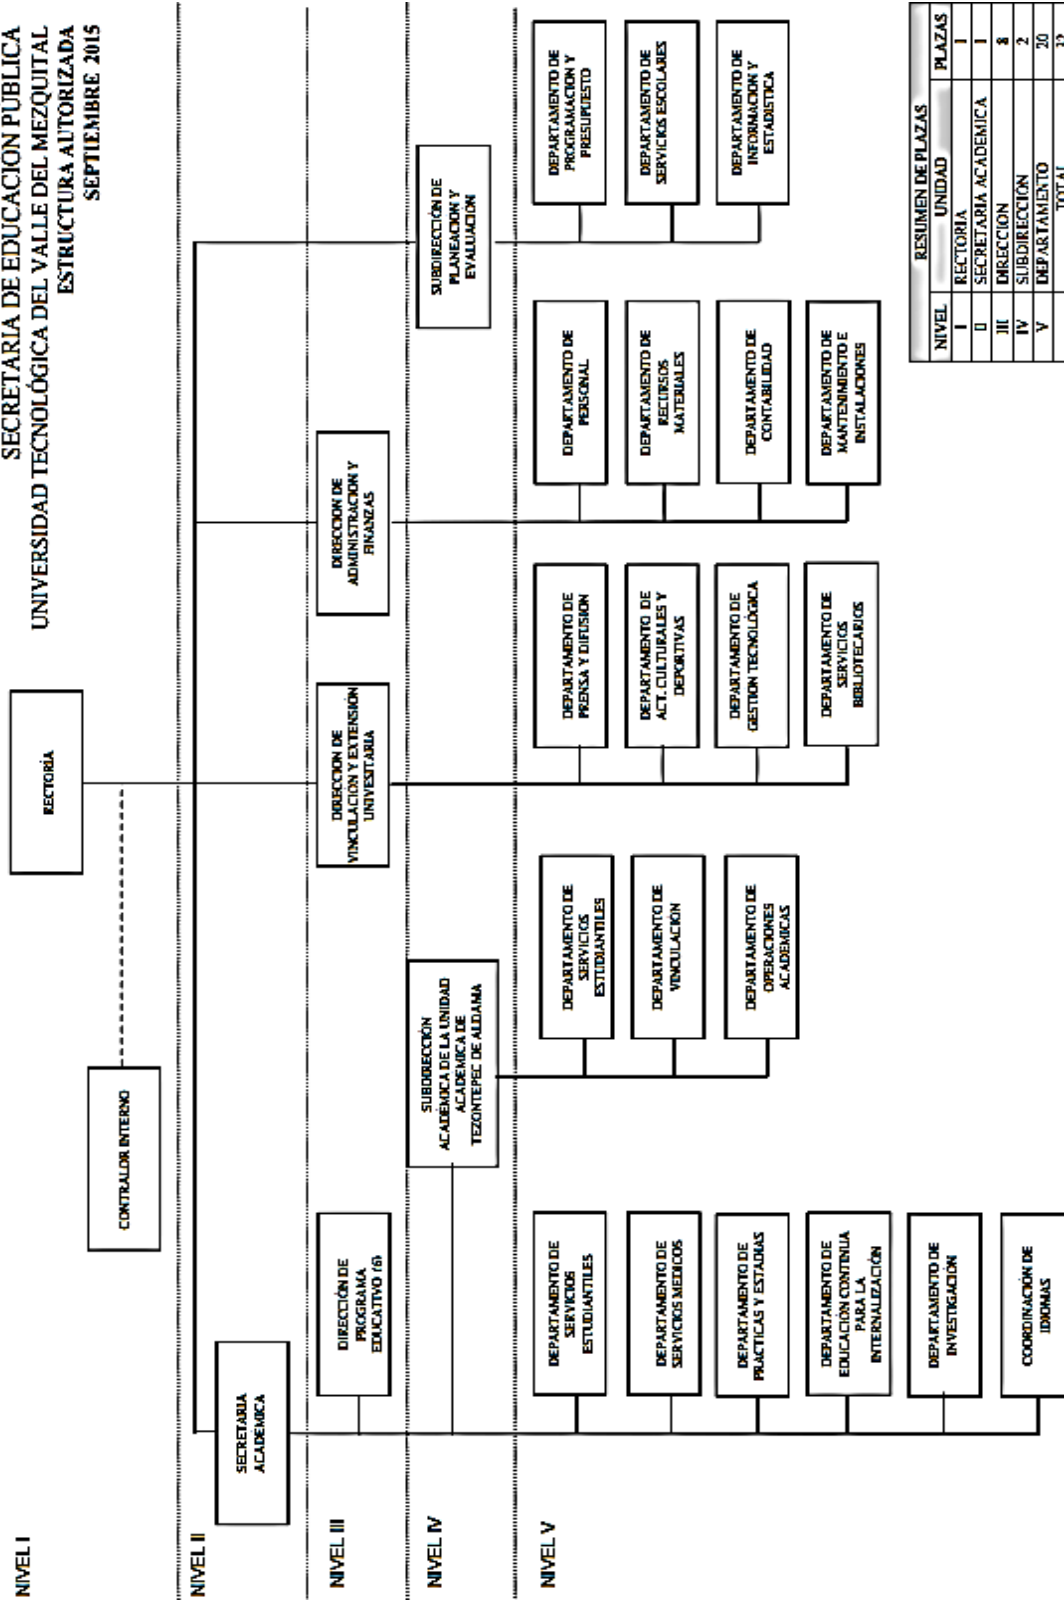 SECRETARIA DE EDUCACION PUBLICA
UNIVERSIDAD TECNOLÓGICA DEL VALLE DEL MEZQUITAL
ESTRUCTURA AUTORIZADA
SEPTIEMBRE 2015
NIVEL I
RECTORÍA
CONTRALOR INTERNO
NIVEL II
SECRETARIA
ACADEMICA
NIVEL III
DIRECCIÓN DE
PROGRAMA
EDUCATIVO (6)
DIRECCION DE
VINCULACION Y EXTENSIÓN
UNIVESITARIA
DIRECCION DE
ADMINISTRACION Y
FINANZAS
NIVEL IV
SUBDIRECCIÓN
ACADÉMICA DE LA UNIDAD
ACADEMICA DE
TEZONTEPEC DE ALDAMA
SUBDIRECCIÓN DE
PLANEACION Y
EVALUACIÓN
NIVEL V
DEPARTAMENTO DE
SERVICIOS
ESTUDIANTILES
DEPARTAMENTO DE
SERVICIOS MEDICOS
DEPARTAMENTO DE
PRACTICAS Y ESTADIAS
DEPARTAMENTO DE
EDUCACIÓN CONTINUA
PARA LA
INTERNALIZACIÓN
DEPARTAMENTO DE
INVESTIGACIÓN
COORDINACION DE
IDIOMAS
DEPARTAMENTO DE
SERVICIOS
ESTUDIANTILES
DEPARTAMENTO DE
VINCULACIÓN
DEPARTAMENTO DE
OPERACIONES
ACADEMICAS
DEPARTAMENTO DE
PRENSA Y DIFUSION
DEPARTAMENTO DE
ACT. CULTURALES Y
DEPORTIVAS
DEPARTAMENTO DE
GESTION TECNOLÓGICA
DEPARTAMENTO DE
SERVICIOS
BIBLIOTECARIOS
DEPARTAMENTO DE
PERSONAL
DEPARTAMENTO DE
RECURSOS
MATERIALES
DEPARTAMENTO DE
CONTABILIDAD
DEPARTAMENTO DE
MANTENIMIENTO E
INSTALACIONES
DEPARTAMENTO DE
PROGRAMACION Y
PRESUPUESTO
DEPARTAMENTO DE
SERVICIOS ESCOLARES
DEPARTAMENTO DE
INFORMACION Y
ESTADISTICA
RESUMEN DE PLAZAS
NIVEL UNIDAD PLAZAS
I RECTORIA 1
II SECRETARIA ACADEMICA 1
III DIRECCION 8
IV SUBDIRECCIÓN 2
V DEPARTAMENTO 20
TOTAL 32